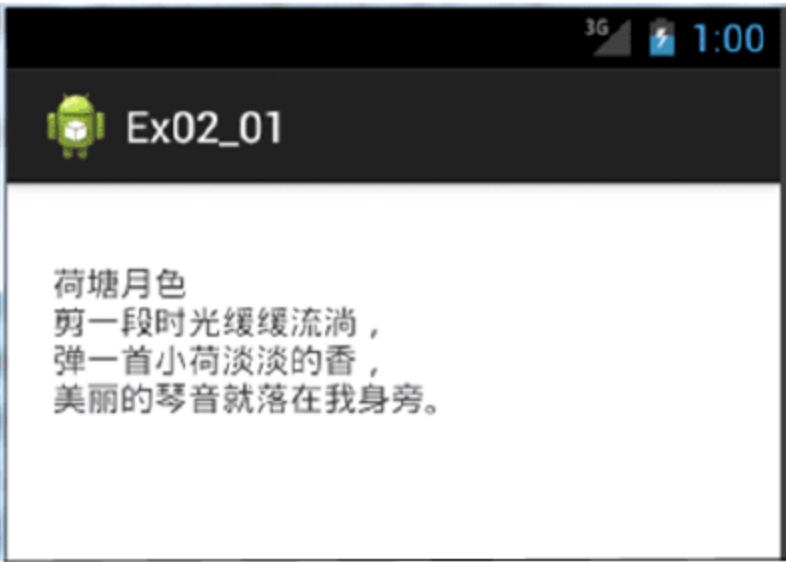 3G 1:00
Ex02_01
荷塘月色
剪一段时光缓缓流淌，
弹一首小荷淡淡的香，
美丽的琴音就落在我身旁。